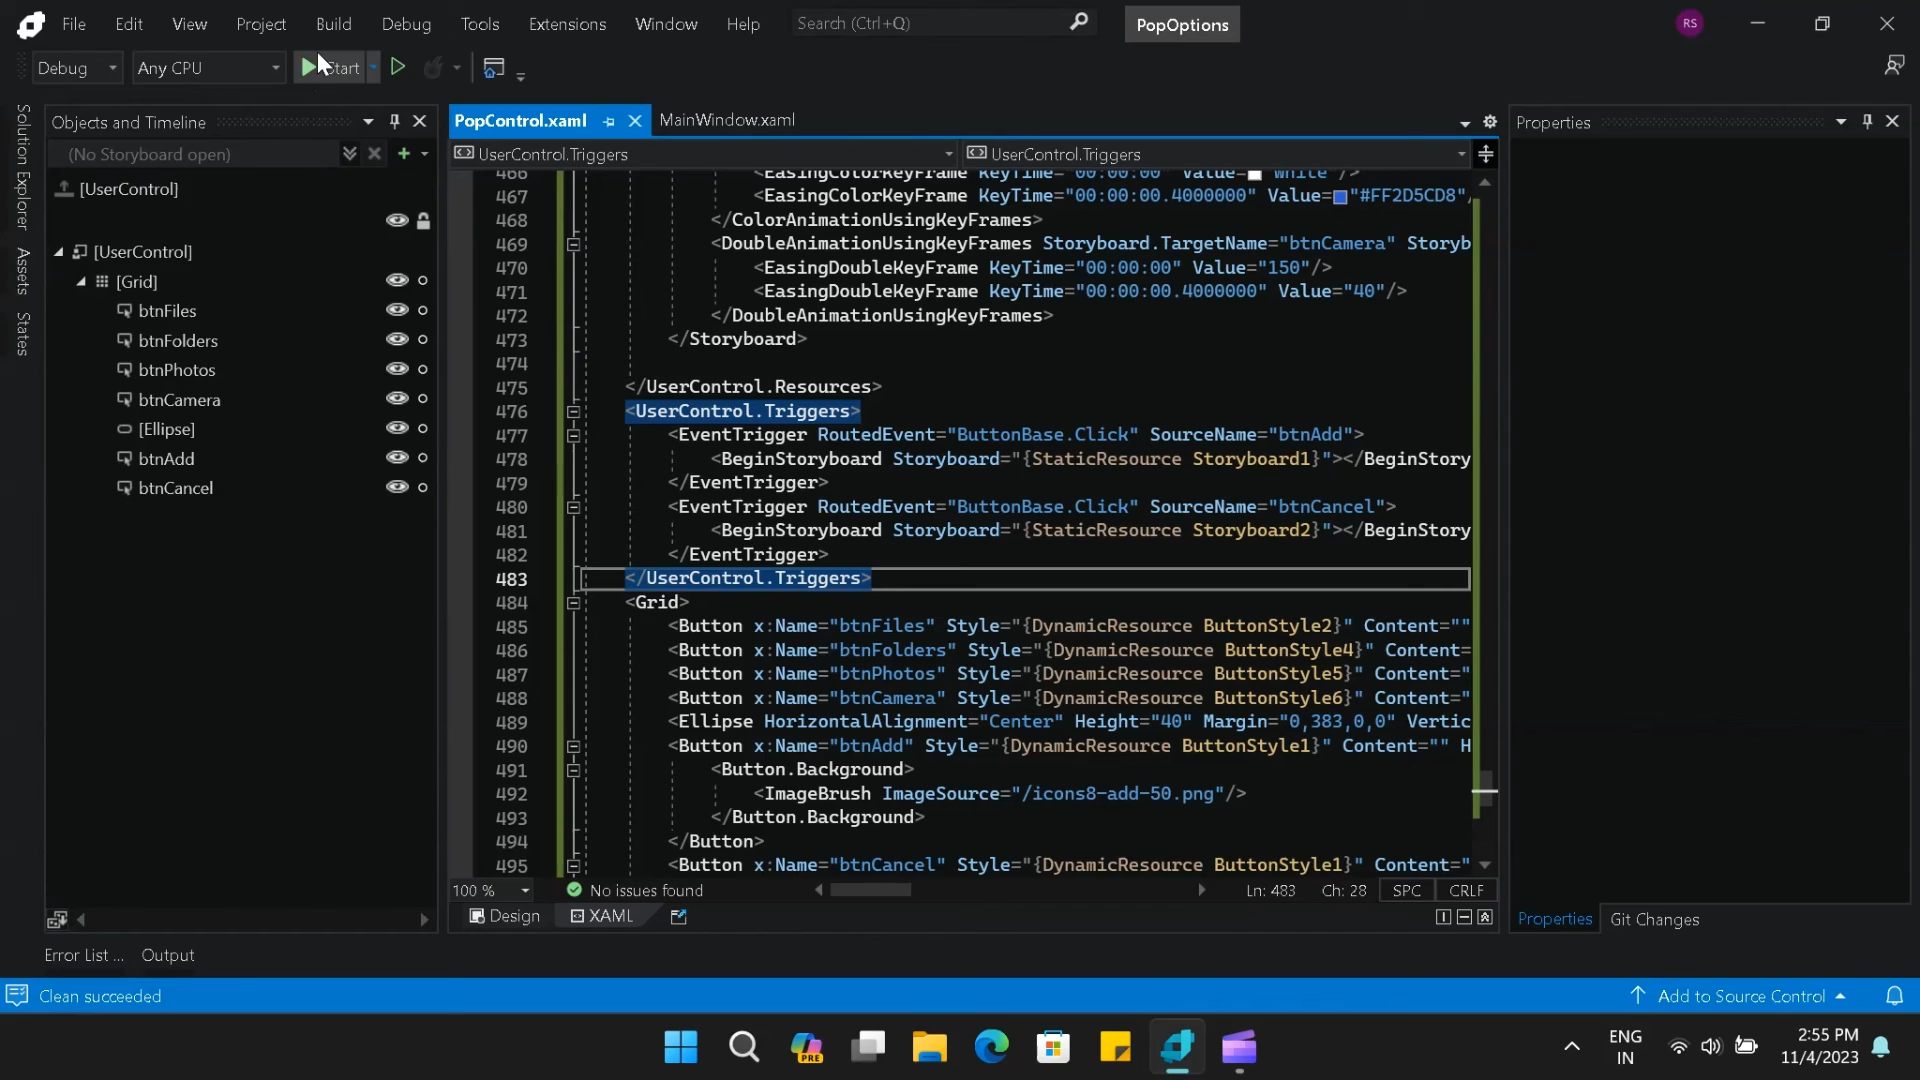 File Edit View Project Build Debug Tools Extensions Window Help Search (Ctrl+Q) PopOptions RS
Debug Any CPU Start
Solution Explorer
Assets
States
Objects and Timeline
(No Storyboard open)
[UserControl]
[UserControl]
[Grid]
btnFiles
btnFolders
btnPhotos
btnCamera
[Ellipse]
btnAdd
btnCancel
PopControl.xaml MainWindow.xaml
UserControl.Triggers UserControl.Triggers
466 <EasingColorKeyFrame KeyTime="00:00:00" Value="White"/>
467 <EasingColorKeyFrame KeyTime="00:00:00.4000000" Value="#FF2D5CD8"/
468 </ColorAnimationUsingKeyFrames>
469 <DoubleAnimationUsingKeyFrames Storyboard.TargetName="btnCamera" Storyb
470 <EasingDoubleKeyFrame KeyTime="00:00:00" Value="150"/>
471 <EasingDoubleKeyFrame KeyTime="00:00:00.4000000" Value="40"/>
472 </DoubleAnimationUsingKeyFrames>
473 </Storyboard>
474
475 </UserControl.Resources>
476 <UserControl.Triggers>
477 <EventTrigger RoutedEvent="ButtonBase.Click" SourceName="btnAdd">
478 <BeginStoryboard Storyboard="{StaticResource Storyboard1}"></BeginStory
479 </EventTrigger>
480 <EventTrigger RoutedEvent="ButtonBase.Click" SourceName="btnCancel">
481 <BeginStoryboard Storyboard="{StaticResource Storyboard2}"></BeginStory
482 </EventTrigger>
483 </UserControl.Triggers>
484 <Grid>
485 <Button x:Name="btnFiles" Style="{DynamicResource ButtonStyle2}" Content=""
486 <Button x:Name="btnFolders" Style="{DynamicResource ButtonStyle4}" Content=
487 <Button x:Name="btnPhotos" Style="{DynamicResource ButtonStyle5}" Content="
488 <Button x:Name="btnCamera" Style="{DynamicResource ButtonStyle6}" Content="
489 <Ellipse HorizontalAlignment="Center" Height="40" Margin="0,383,0,0" Vertic
490 <Button x:Name="btnAdd" Style="{DynamicResource ButtonStyle1}" Content="" H
491 <Button.Background>
492 <ImageBrush ImageSource="/icons8-add-50.png"/>
493 </Button.Background>
494 </Button>
495 <Button x:Name="btnCancel" Style="{DynamicResource ButtonStyle1}" Content="
100 % No issues found Ln: 483 Ch: 28 SPC CRLF
Design XAML
Properties
Properties Git Changes
Error List ... Output
Clean succeeded Add to Source Control
PRE
ENG
IN
2:55 PM
11/4/2023